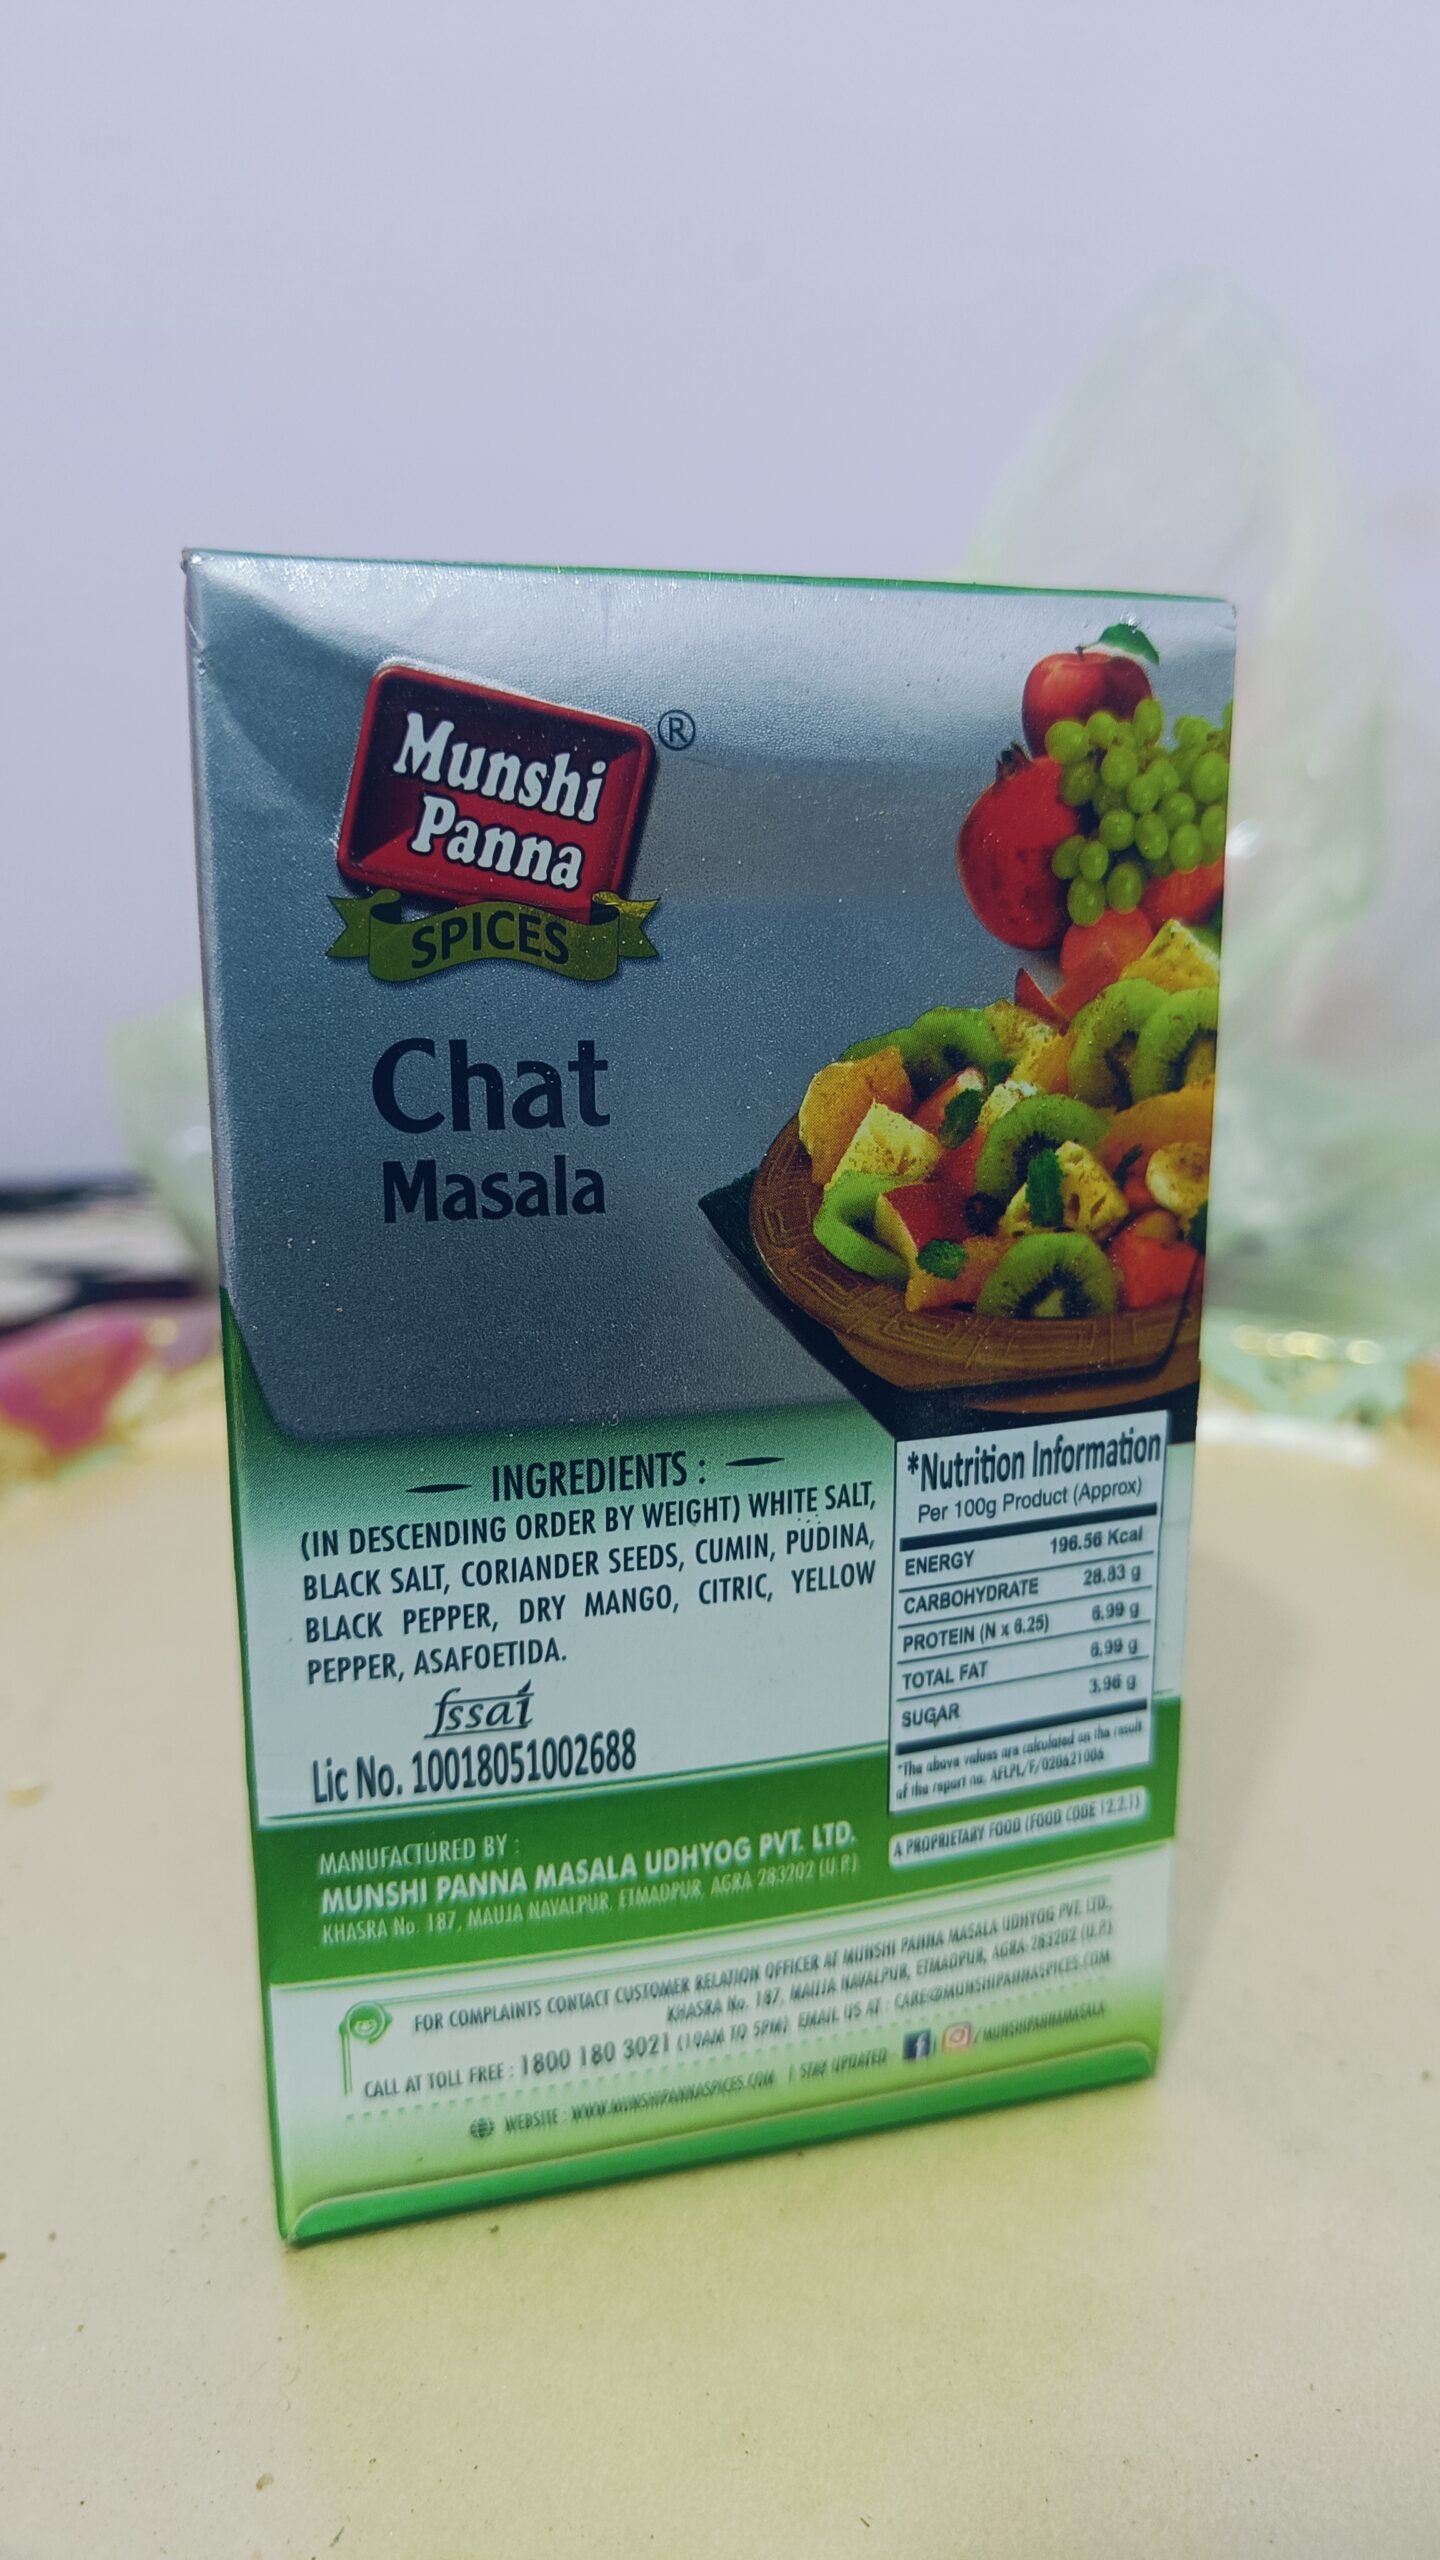 Munshi
Panna
®
SPICES
Chat
Masala
INGREDIENTS :
(IN DESCENDING ORDER BY WEIGHT) WHITE SALT,
BLACK SALT, CORIANDER SEEDS, CUMIN, PUDINA,
BLACK PEPPER, DRY MANGO, CITRIC, YELLOW
PEPPER, ASAFOETIDA.
fssai
Lic No. 10018051002688
*Nutrition Information
Per 100g Product (Approx)
ENERGY 196.56 Kcal
CARBOHYDRATE 28.83 g
PROTEIN (N x 6.25) 6.99 g
TOTAL FAT 6.99 g
SUGAR 3.96 g
*The above values are calculated on the result
of the report no. AFLPL/F/020621006
A PROPRIETARY FOOD (FOOD CODE 12.2.1)
MANUFACTURED BY :
MUNSHI PANNA MASALA UDHYOG PVT. LTD.
KHASRA No. 187, MAUJA NAVALPUR, ETMADPUR, AGRA 283202 (U.P.)
FOR COMPLAINTS CONTACT CUSTOMER RELATION OFFICER AT MUNSHI PANNA MASALA UDHYOG PVT. LTD.,
KHASRA No. 187, MAUJA NAVALPUR, ETMADPUR, AGRA-283202 (U.P.)
CALL AT TOLL FREE : 1800 180 3021 (10AM TO 5PM) EMAIL US AT : CARE@MUNSHIPANNASPICES.COM
WEBSITE : WWW.MUNSHIPANNASPICES.COM | STAY UPDATED f /MUNSHIPANNAMASALA